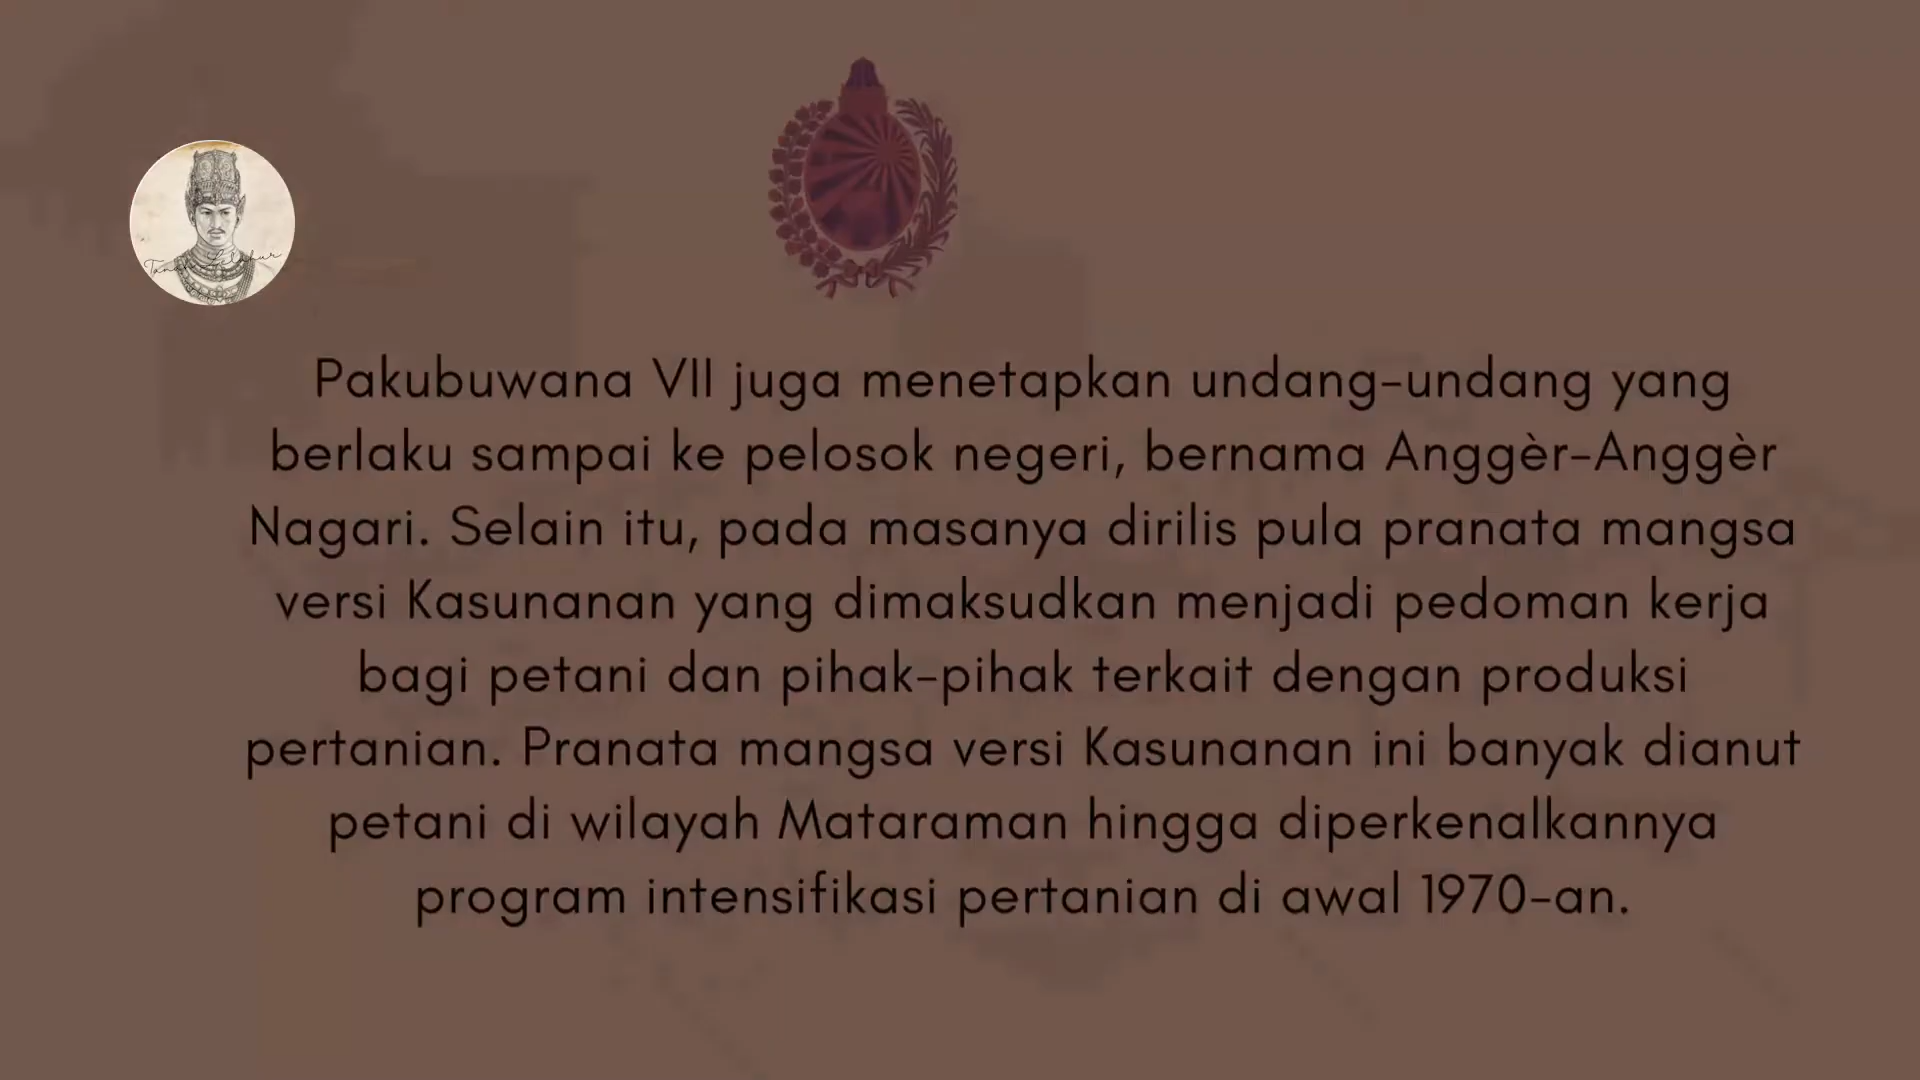 Tanah Leluhur
Pakubuwana VII juga menetapkan undang-undang yang
berlaku sampai ke pelosok negeri, bernama Anggèr-Anggèr
Nagari. Selain itu, pada masanya dirilis pula pranata mangsa
versi Kasunanan yang dimaksudkan menjadi pedoman kerja
bagi petani dan pihak-pihak terkait dengan produksi
pertanian. Pranata mangsa versi Kasunanan ini banyak dianut
petani di wilayah Mataraman hingga diperkenalkannya
program intensifikasi pertanian di awal 1970-an.